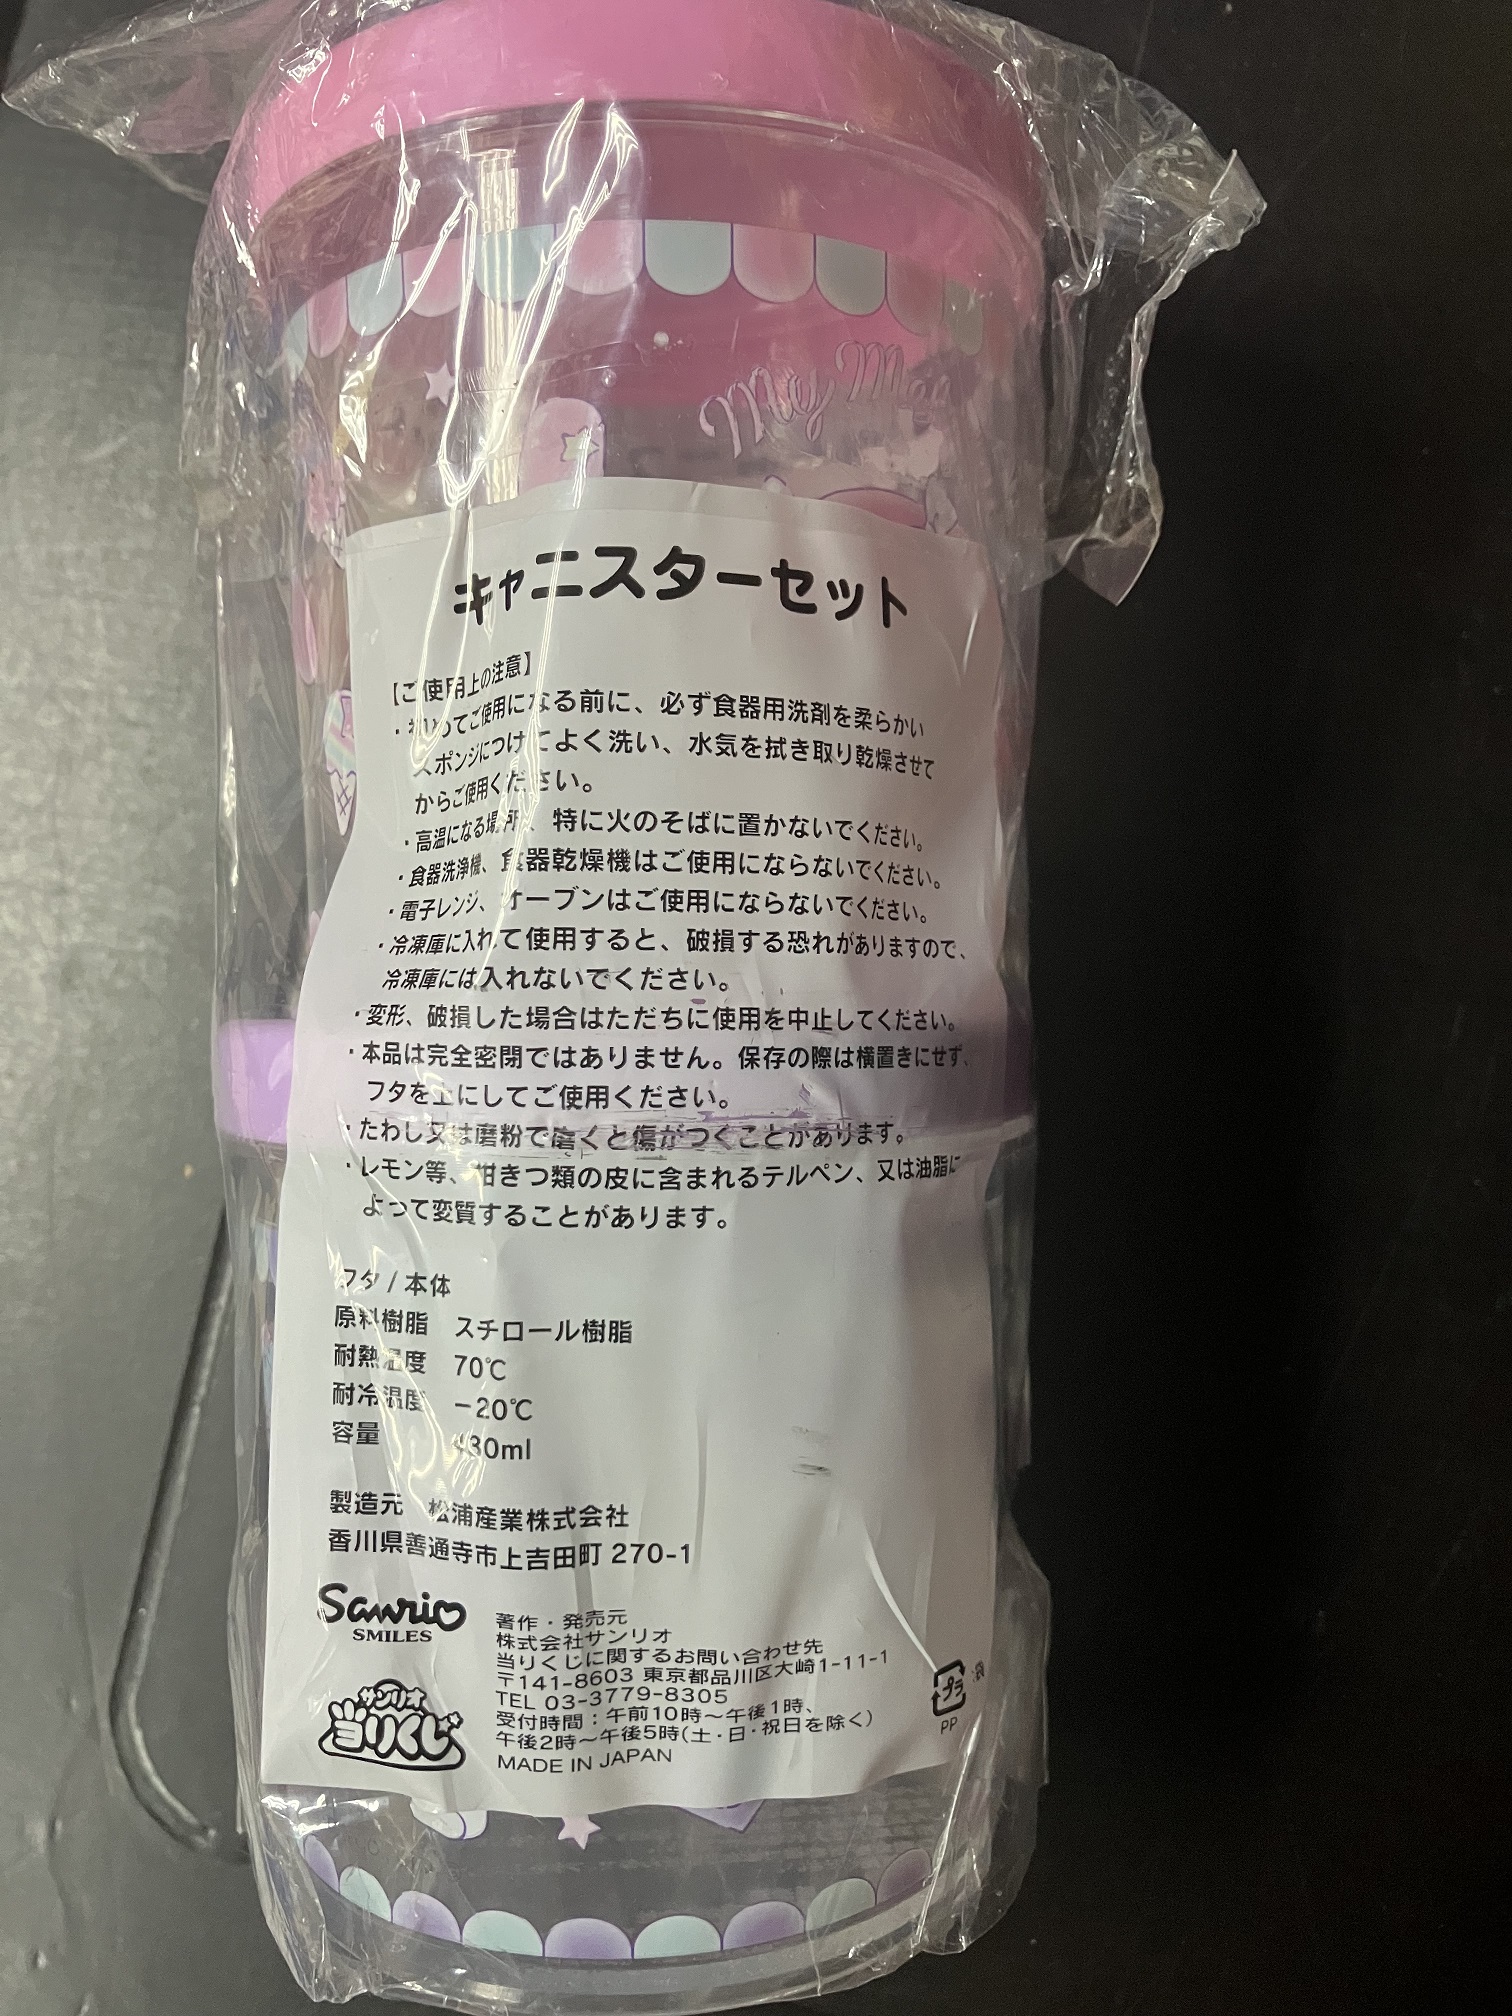 My Mel
キャニスターセット
【ご使用上の注意】
・初めてご使用になる前に、必ず食器用洗剤を柔らかい
スポンジにつけてよく洗い、水気を拭き取り乾燥させて
からご使用ください。
・高温になる場所、特に火のそばに置かないでください。
・食器洗浄機、食器乾燥機はご使用にならないでください。
・電子レンジ、オーブンはご使用にならないでください。
・冷凍庫に入れて使用すると、破損する恐れがありますので、
冷凍庫には入れないでください。
・変形、破損した場合はただちに使用を中止してください。
・本品は完全密閉ではありません。保存の際は横置きにせず、
フタを上にしてご使用ください。
・たわし又は磨粉で磨くと傷がつくことがあります。
・レモン等、柑きつ類の皮に含まれるテルペン、又は油脂に
よって変質することがあります。
フタ / 本体
原料樹脂 スチロール樹脂
耐熱温度 70℃
耐冷温度 -20℃
容量 430ml
製造元 松浦産業株式会社
香川県善通寺市上吉田町 270-1
Sanrio
SMILES
サンリオ
当りくじ
著作・発売元
株式会社サンリオ
当りくじに関するお問い合わせ先
〒141-8603 東京都品川区大崎1-11-1
TEL 03-3779-8305
受付時間：午前10時～午後1時、
午後2時～午後5時(土・日・祝日を除く)
MADE IN JAPAN
プラ
袋
PP